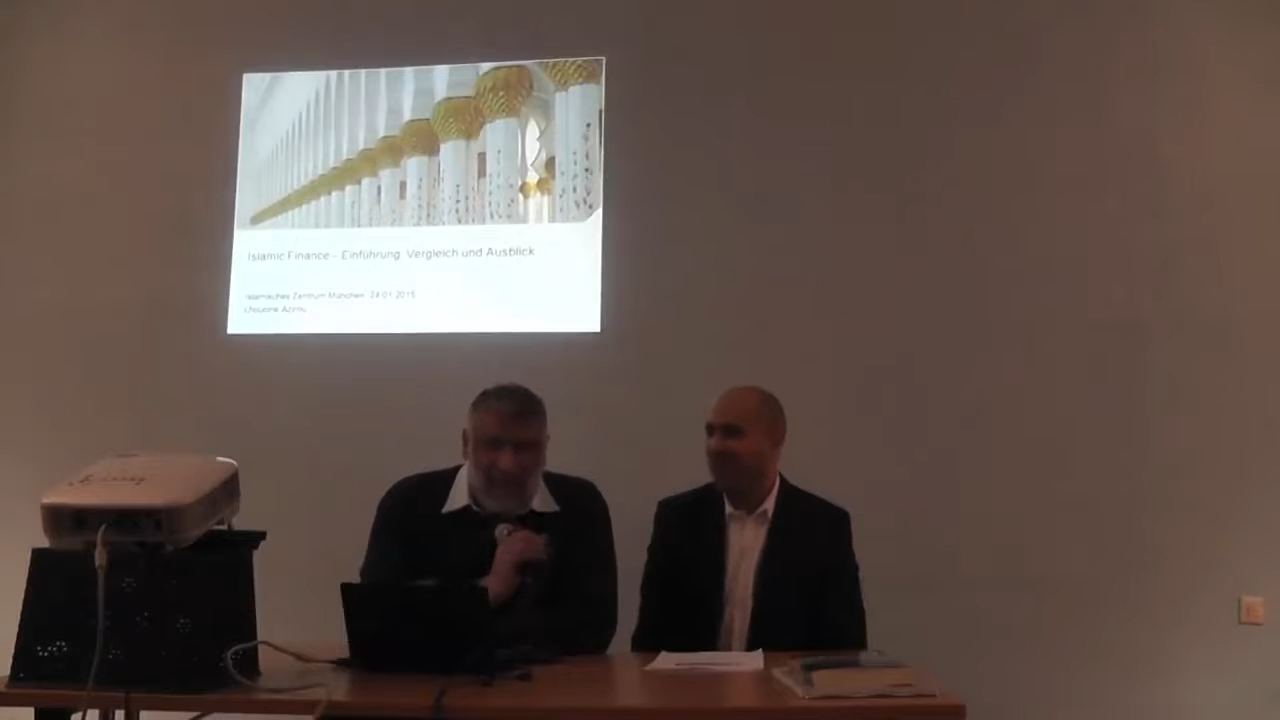 Islamic Finance – Einführung, Vergleich und Ausblick
Islamisches Zentrum München, 24.01.2015